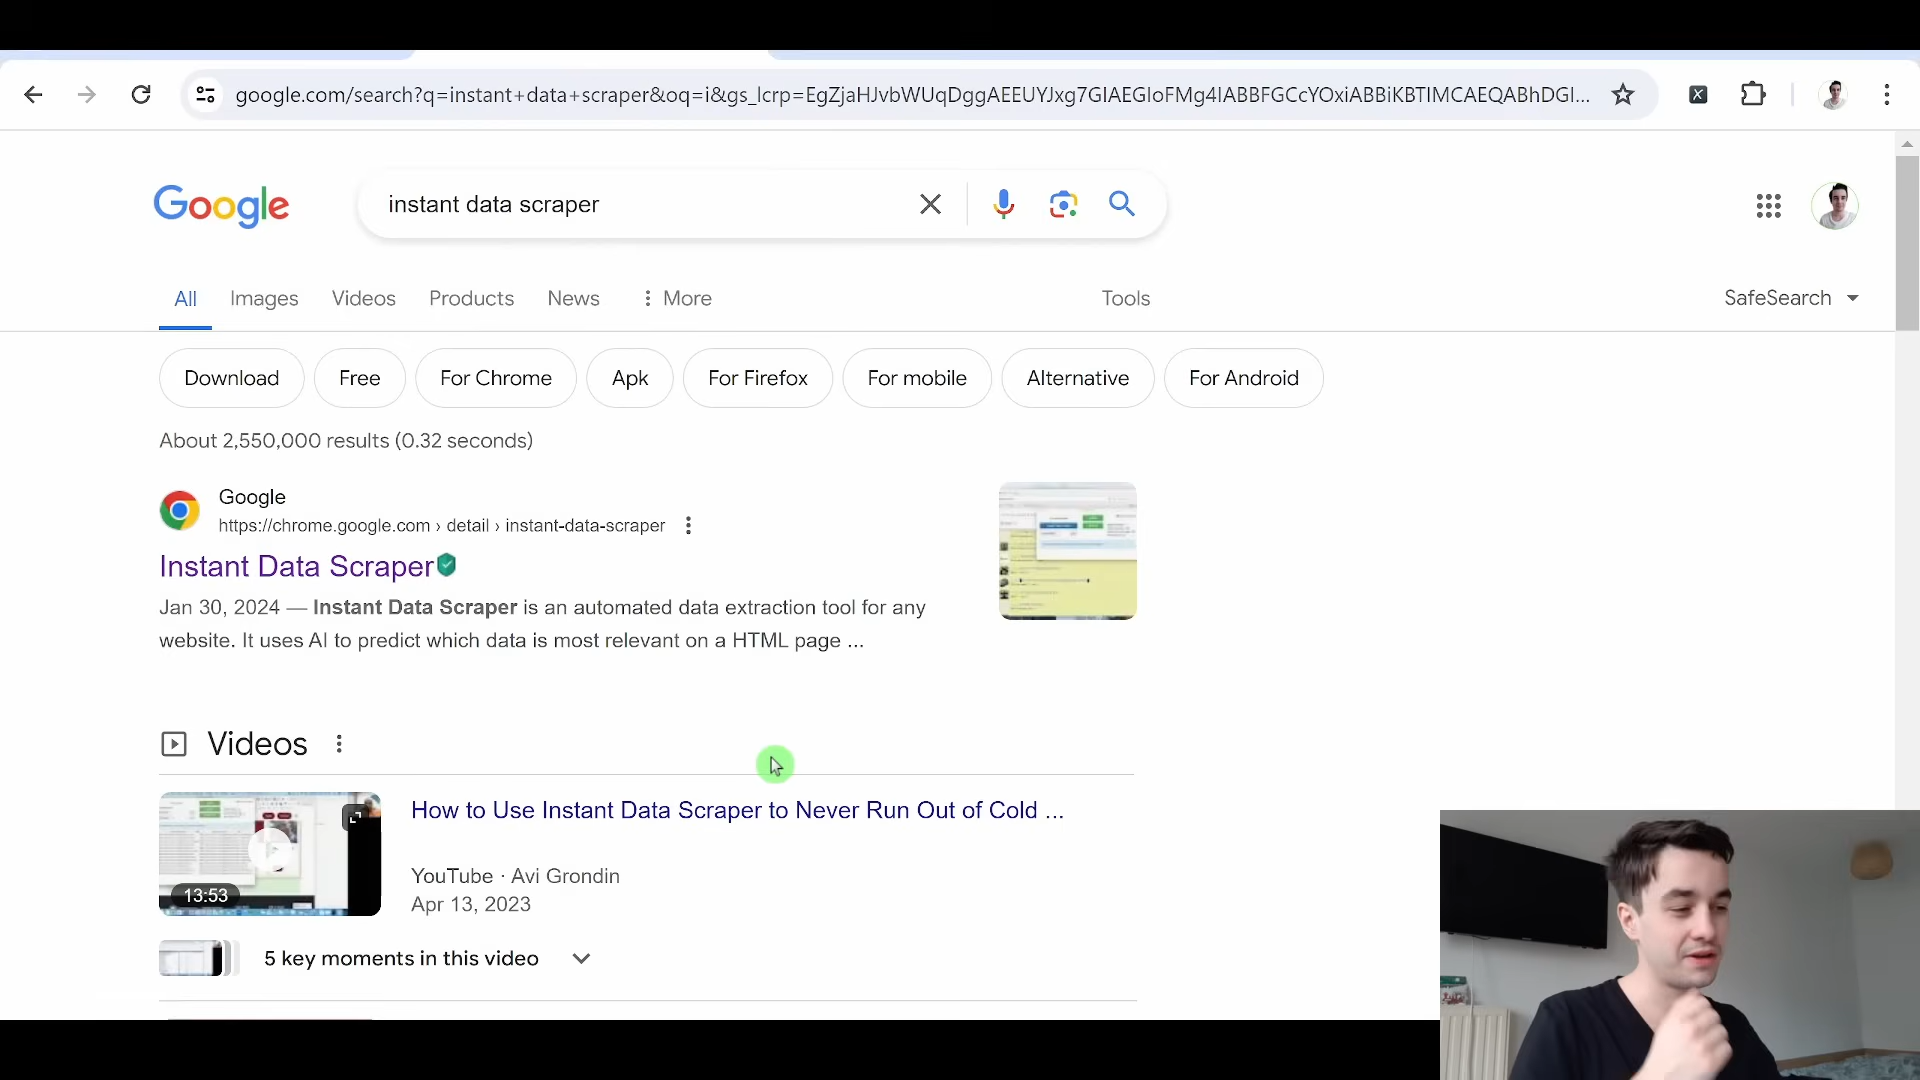 google.com/search?q=instant+data+scraper&oq=i&gs_lcrp=EgZjaHJvbWUqDggAEEUYJxg7GIAEGIoFMg4IABBFGCcYOxiABBiKBTIMCAEQABhDGI...
Google
instant data scraper
All Images Videos Products News More Tools SafeSearch
Download Free For Chrome Apk For Firefox For mobile Alternative For Android
About 2,550,000 results (0.32 seconds)
Google
https://chrome.google.com › detail › instant-data-scraper
Instant Data Scraper
Jan 30, 2024 — Instant Data Scraper is an automated data extraction tool for any
website. It uses AI to predict which data is most relevant on a HTML page ...
Videos
How to Use Instant Data Scraper to Never Run Out of Cold ...
13:53
YouTube · Avi Grondin
Apr 13, 2023
5 key moments in this video